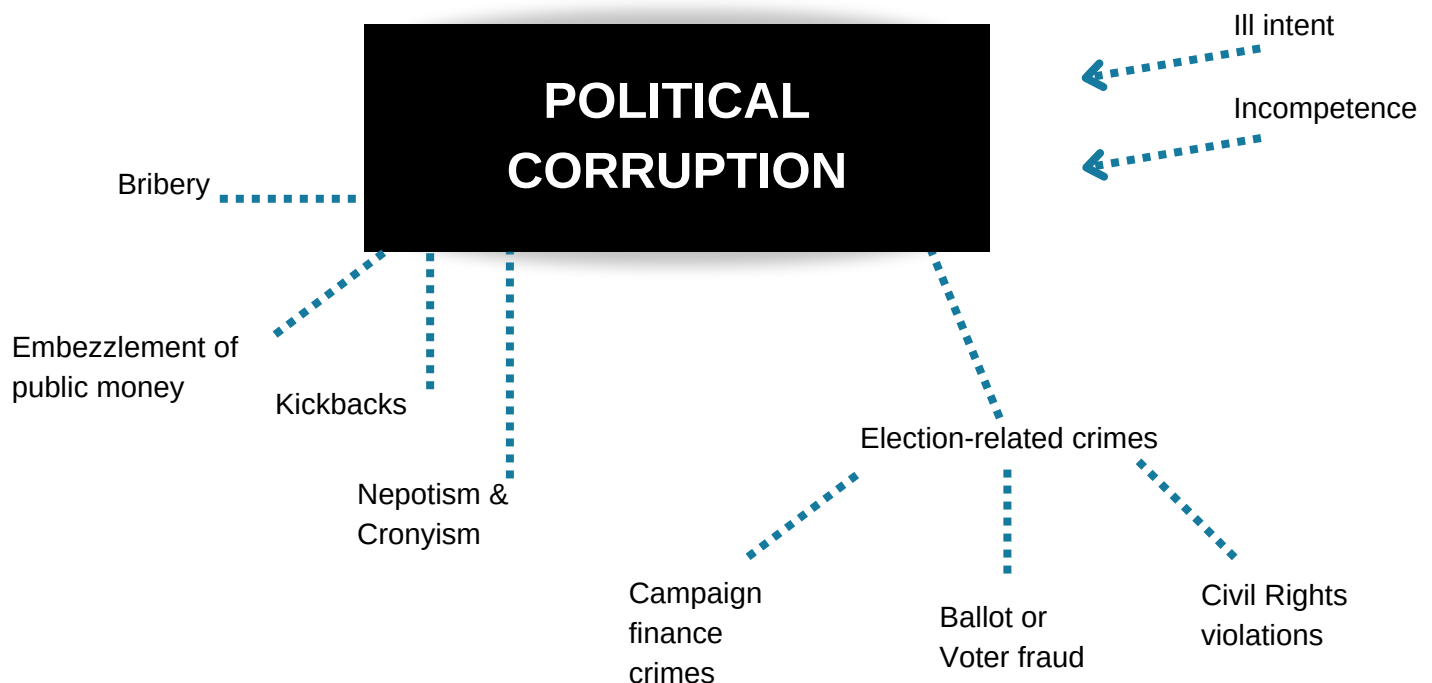 Ill intent
POLITICAL
CORRUPTION
Incompetence
Bribery
Embezzlement of
public money
Kickbacks
Nepotism &
Cronyism
Election-related crimes
Campaign
finance
crimes
Ballot or
Voter fraud
Civil Rights
violations